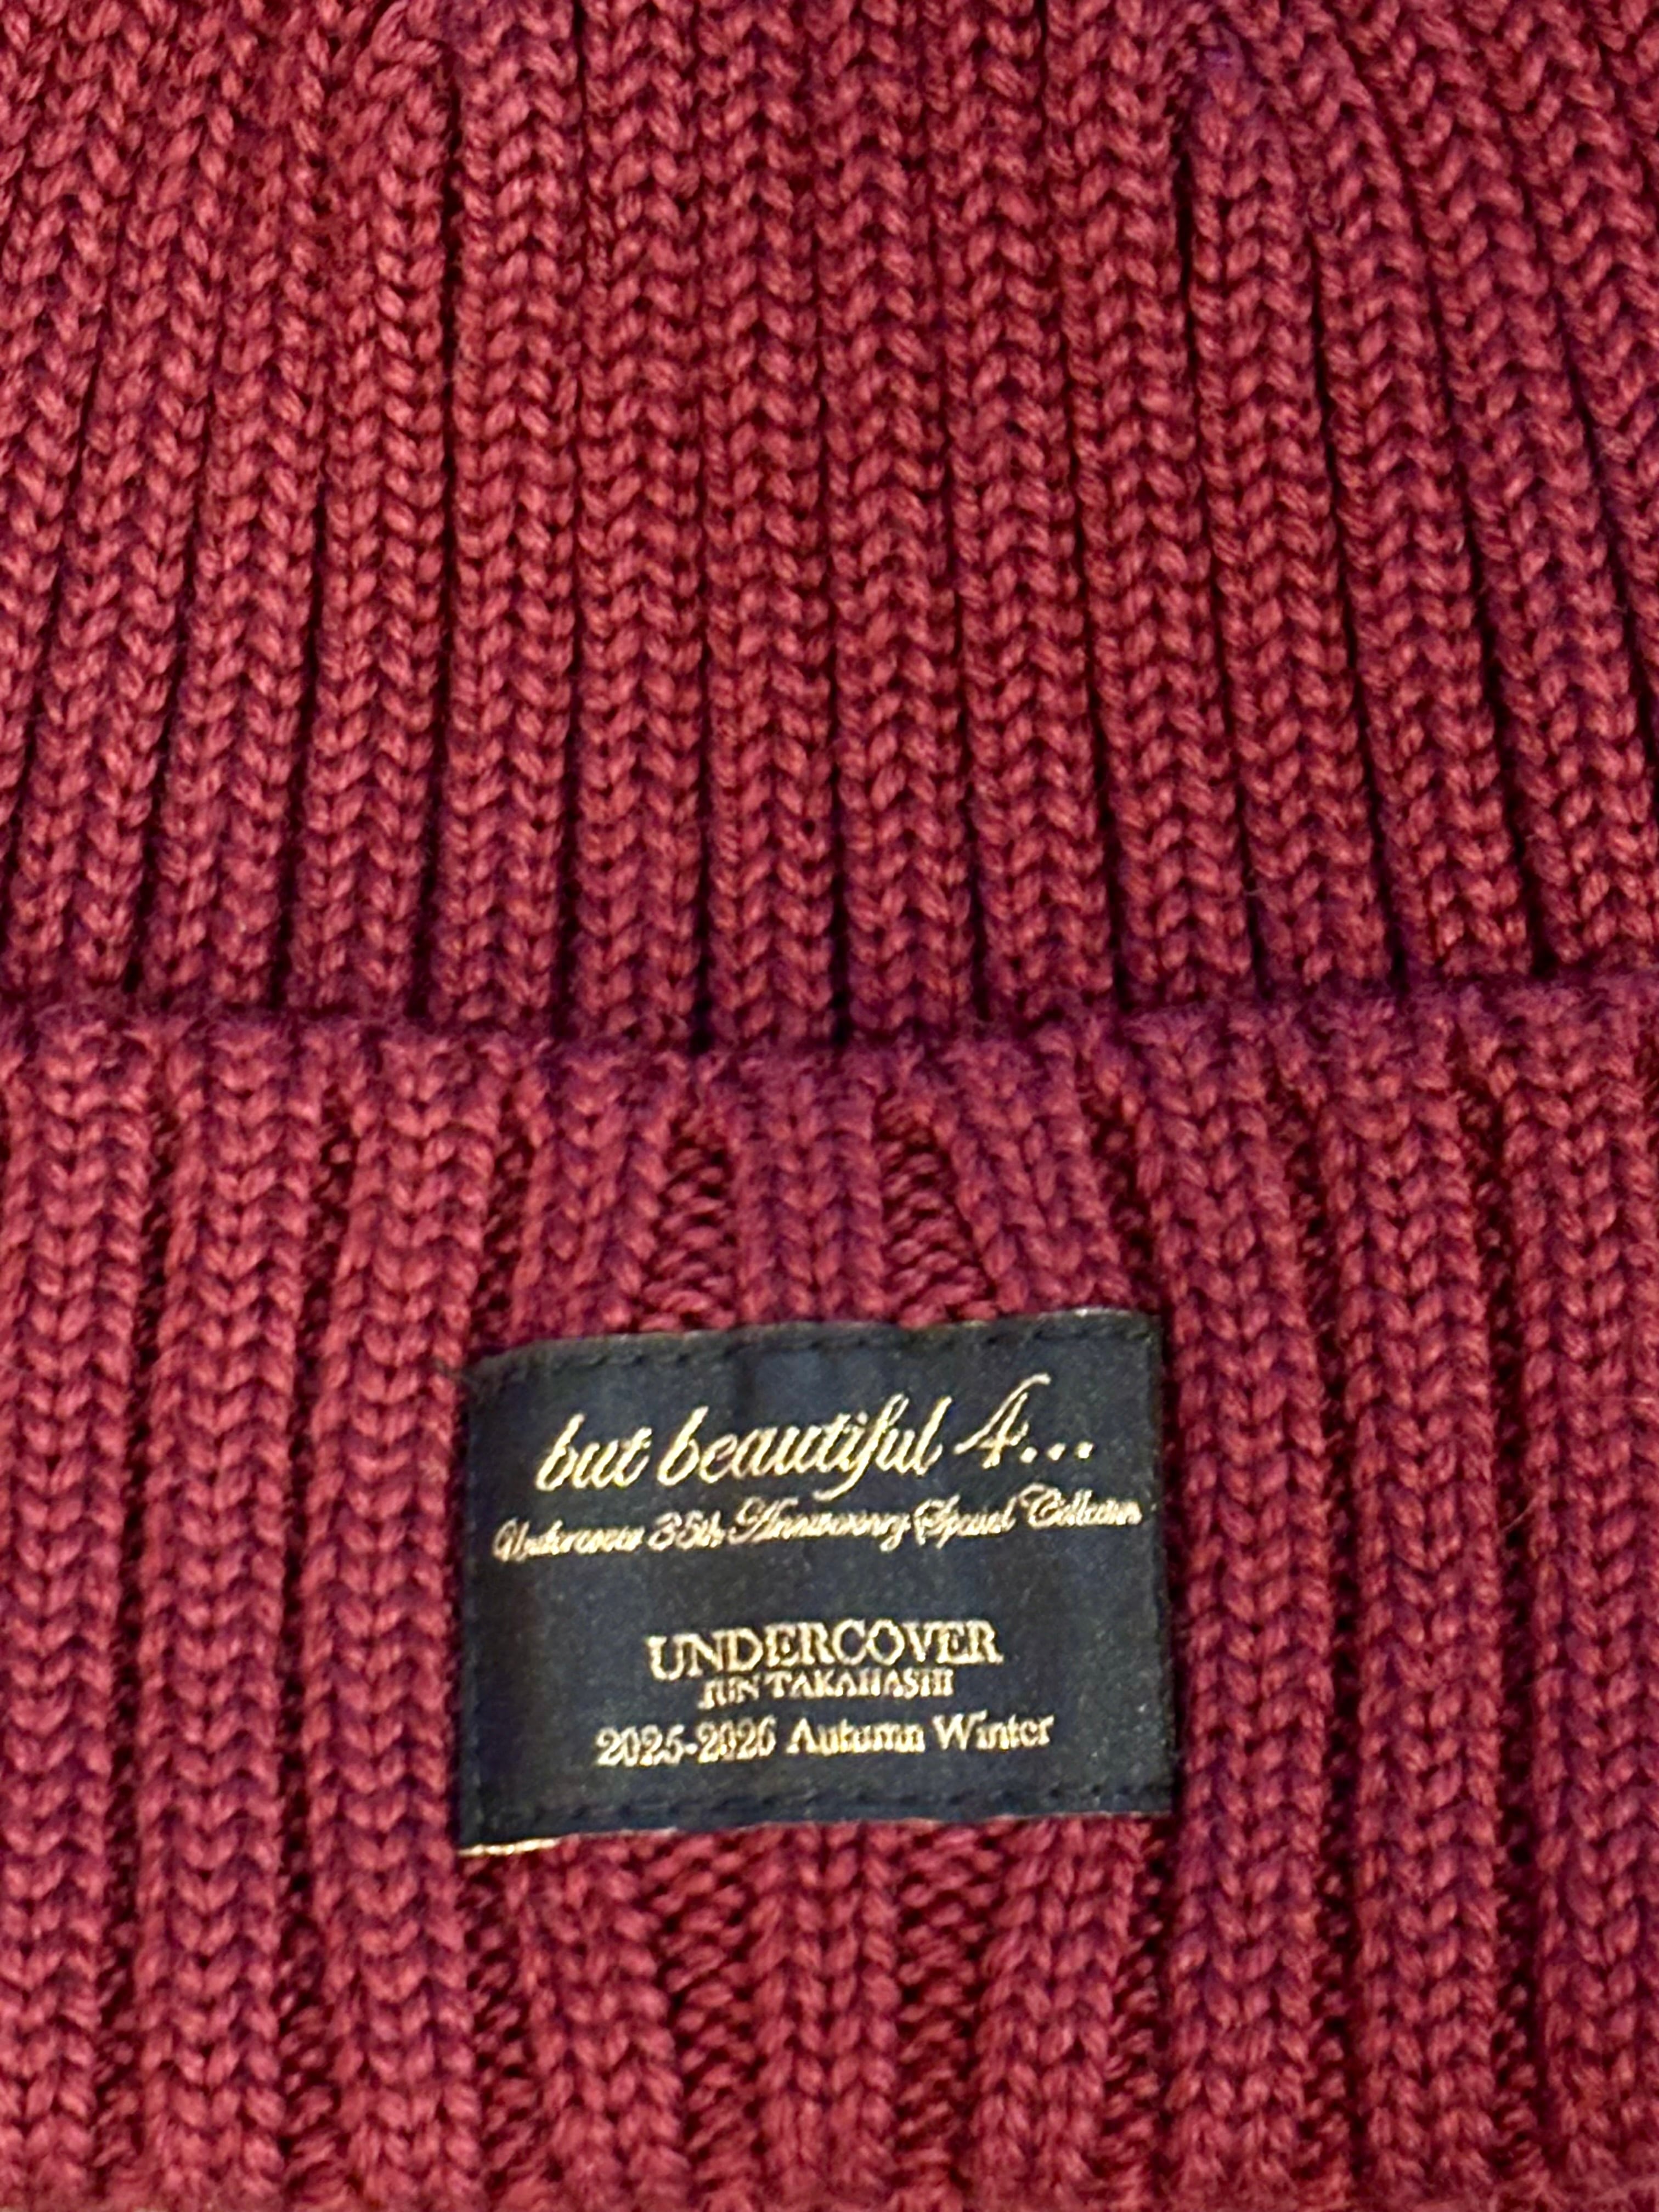 but beautiful 4...
Undercover 35th Anniversary Special Collection
UNDERCOVER
JUN TAKAHASHI
2025-2026 Autumn Winter